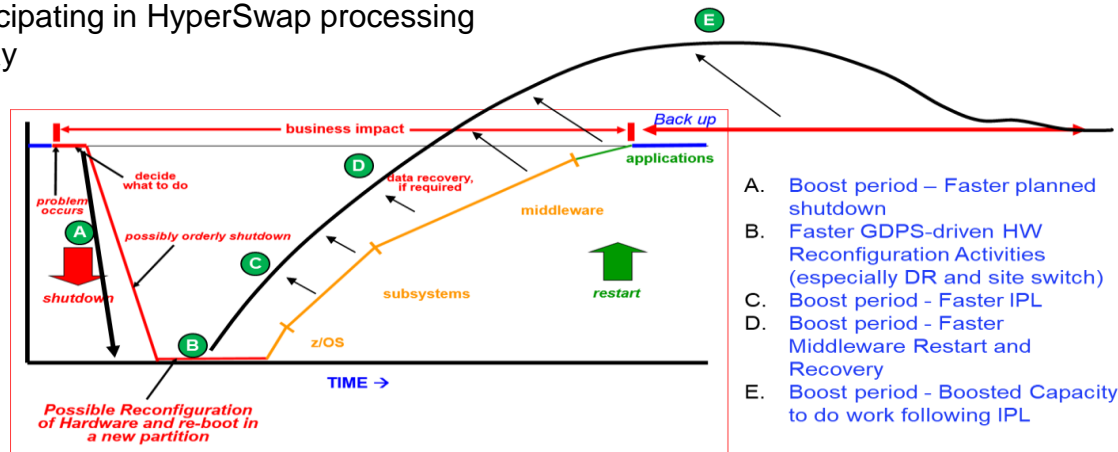 cipating in HyperSwap processing
y
E
business impact
Back up
decide
what to do
D
applications
problem
occurs
data recovery,
if required
A
possibly orderly shutdown
middleware
C
shutdown
subsystems
restart
B
z/OS
TIME →
Possible Reconfiguration
of Hardware and re-boot in
a new partition
A. Boost period – Faster planned
shutdown
B. Faster GDPS-driven HW
Reconfiguration Activities
(especially DR and site switch)
C. Boost period - Faster IPL
D. Boost period - Faster
Middleware Restart and
Recovery
E. Boost period - Boosted Capacity
to do work following IPL